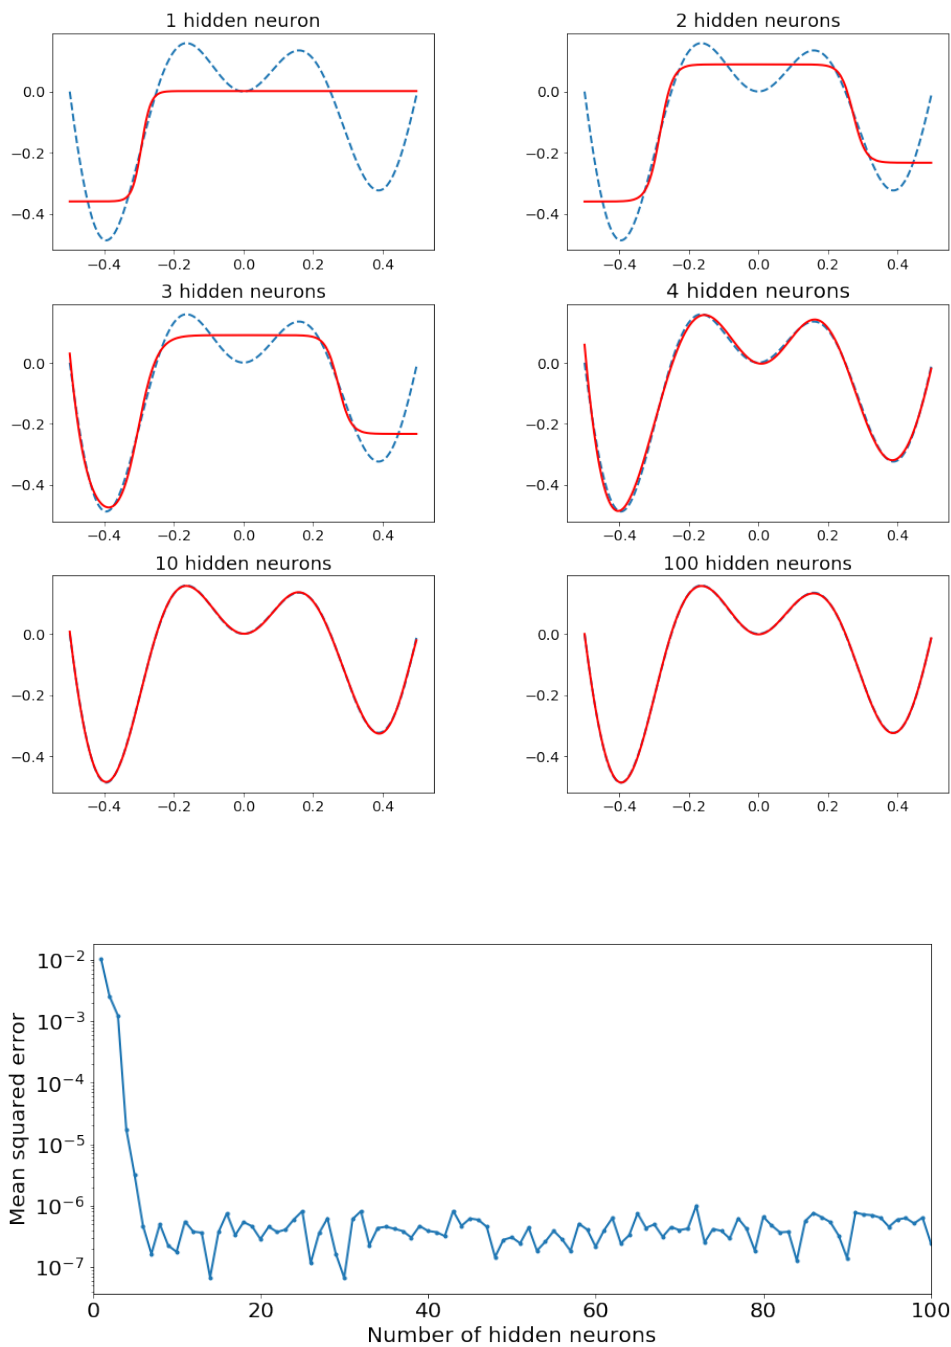 1 hidden neuron
2 hidden neurons
0.0
−0.2
−0.4
−0.4 −0.2 0.0 0.2 0.4
0.0
−0.2
−0.4
−0.4 −0.2 0.0 0.2 0.4
3 hidden neurons
4 hidden neurons
0.0
−0.2
−0.4
−0.4 −0.2 0.0 0.2 0.4
0.0
−0.2
−0.4
−0.4 −0.2 0.0 0.2 0.4
10 hidden neurons
100 hidden neurons
0.0
−0.2
−0.4
−0.4 −0.2 0.0 0.2 0.4
0.0
−0.2
−0.4
−0.4 −0.2 0.0 0.2 0.4
Mean squared error
10⁻²
10⁻³
10⁻⁴
10⁻⁵
10⁻⁶
10⁻⁷
0 20 40 60 80 100
Number of hidden neurons